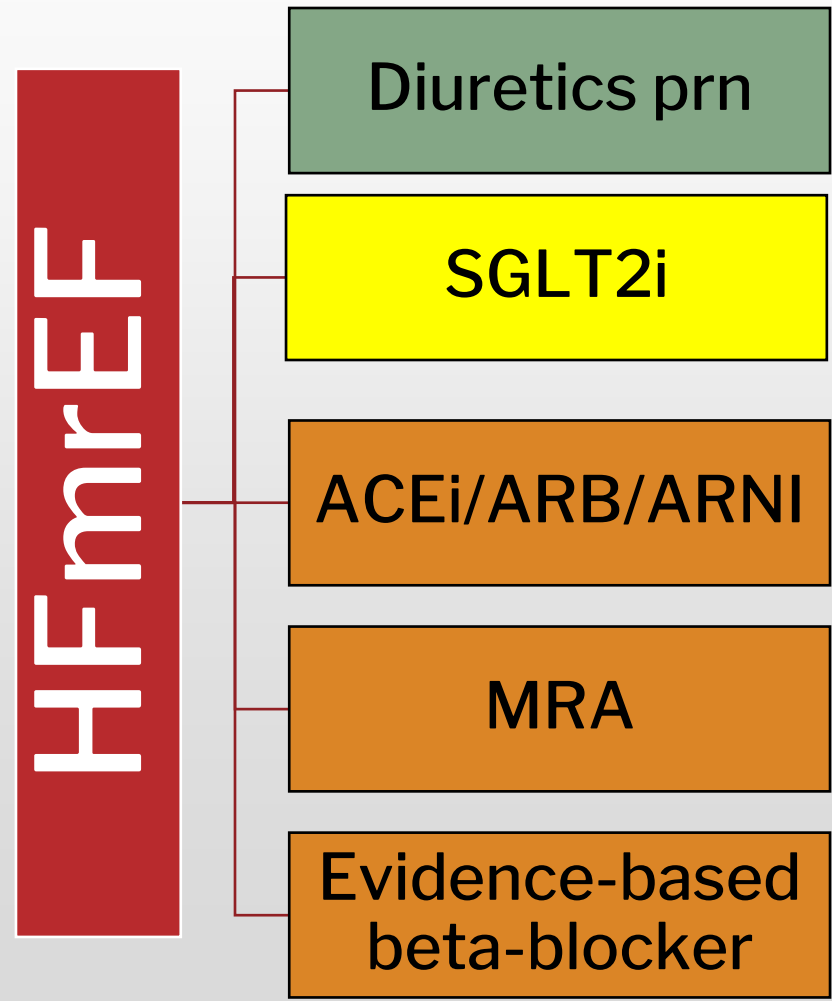 HFmrEF
Diuretics prn
SGLT2i
ACEi/ARB/ARNI
MRA
Evidence-based
beta-blocker